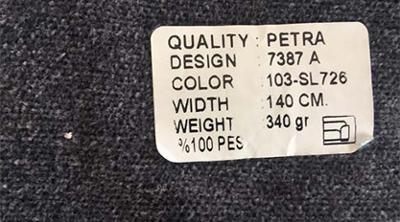 QUALITY : PETRA
DESIGN : 7387 A
COLOR : 103-SL726
WIDTH : 140 CM.
WEIGHT : 340 gr
%100 PES